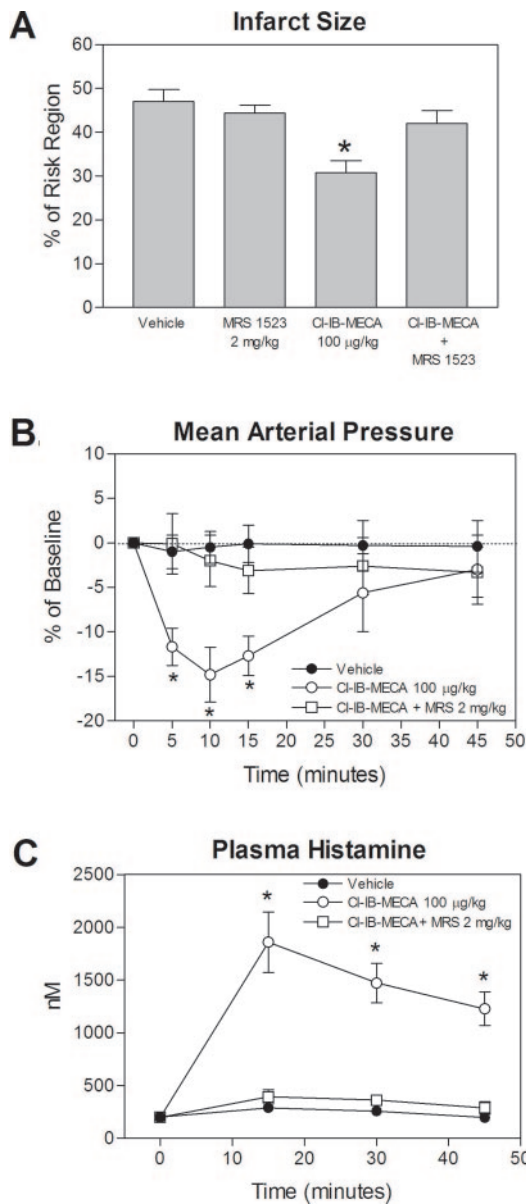 A
Infarct Size
60
50
40
30
20
10
0
% of Risk Region
*
Vehicle
MRS 1523
2 mg/kg
Cl-IB-MECA
100 μg/kg
Cl-IB-MECA
+
MRS 1523
B.
Mean Arterial Pressure
10
5
0
-5
-10
-15
-20
% of Baseline
* * *
Vehicle
Cl-IB-MECA 100 μg/kg
Cl-IB-MECA + MRS 2 mg/kg
0 5 10 15 20 25 30 35 40 45 50
Time (minutes)
C
Plasma Histamine
2500
2000
1500
1000
500
0
nM
* * *
Vehicle
Cl-IB-MECA 100 μg/kg
Cl-IB-MECA+ MRS 2 mg/kg
0 10 20 30 40 50
Time (minutes)